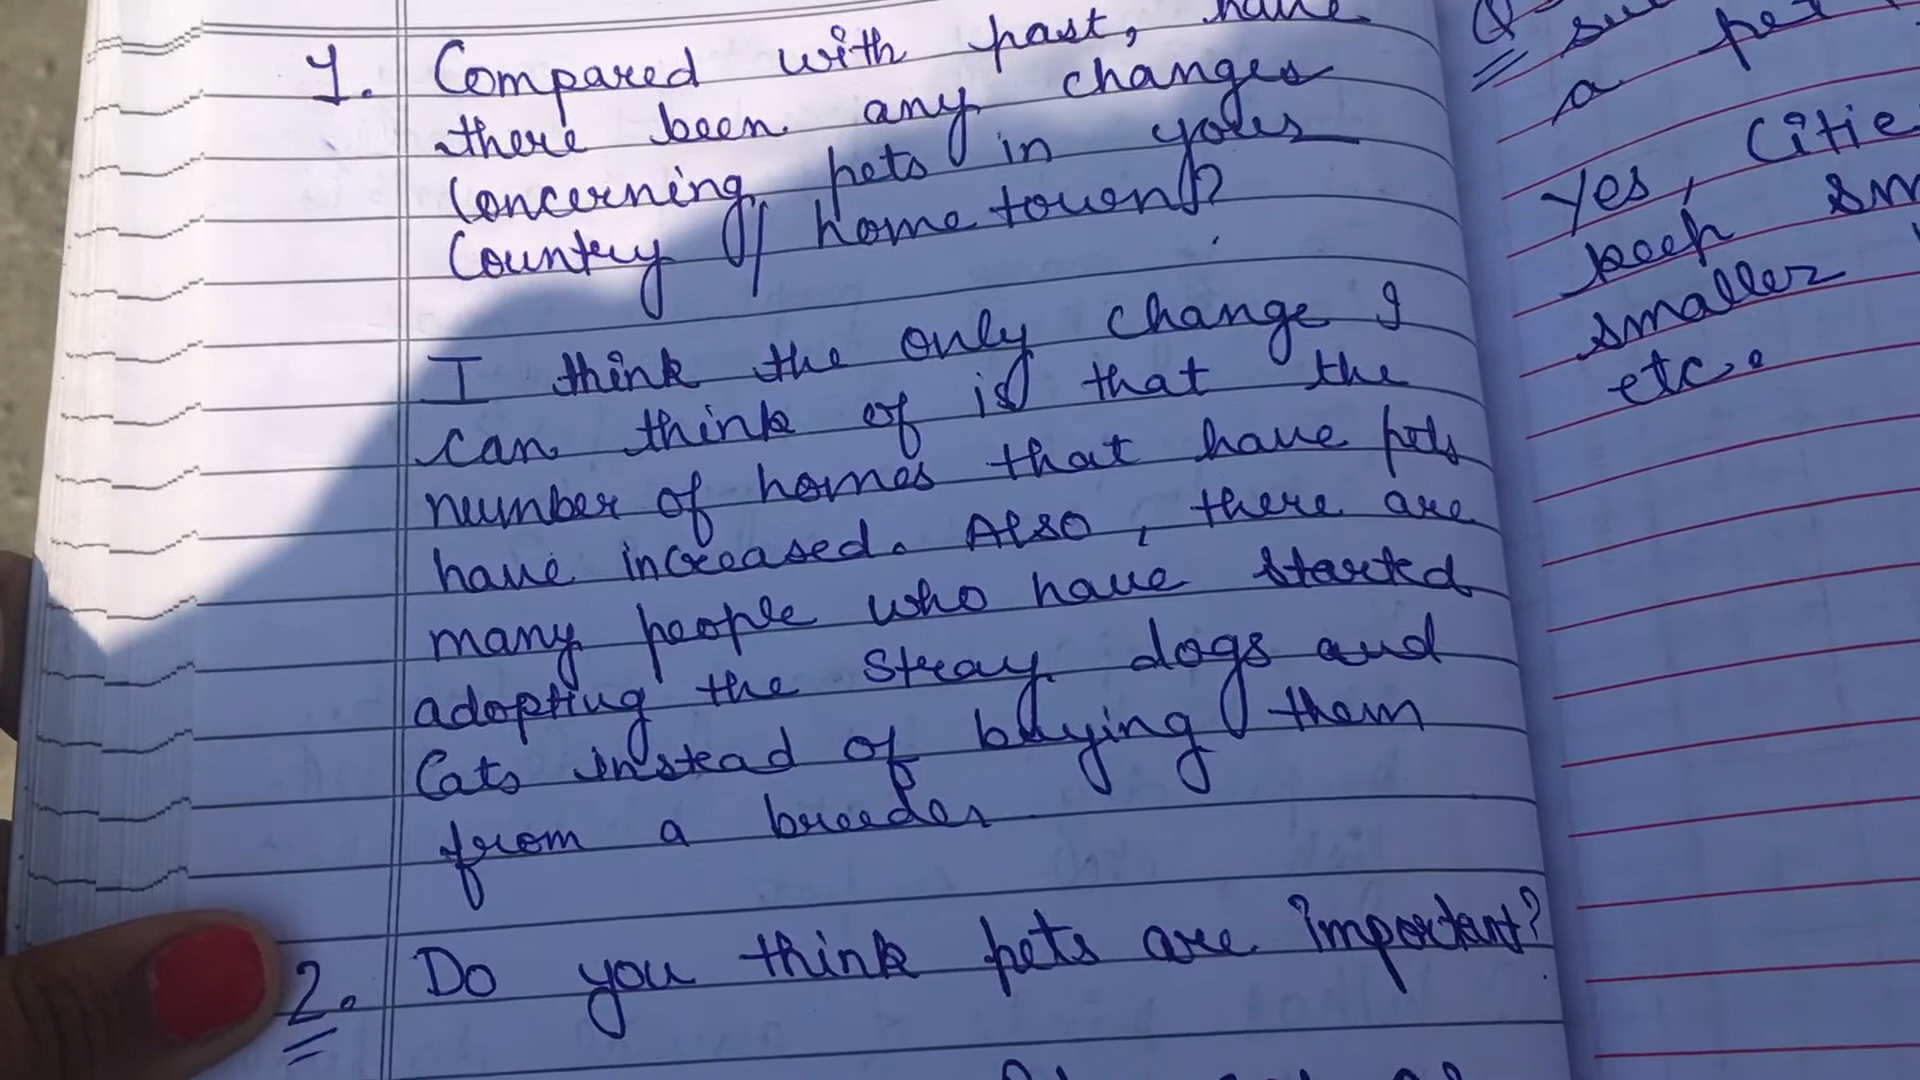 1. Compared with past, have
there been any changes
Concerning pets in your
Country / hometown?
I think the only change I
can think of is that the
number of homes that have pets
have increased. Also, there are
many people who have started
adopting the stray dogs and
Cats instead of buying them
from a breeder
2. Do you think pets are important?
Q
a pet
Yes, Citie
keep sm
smaller
etc.